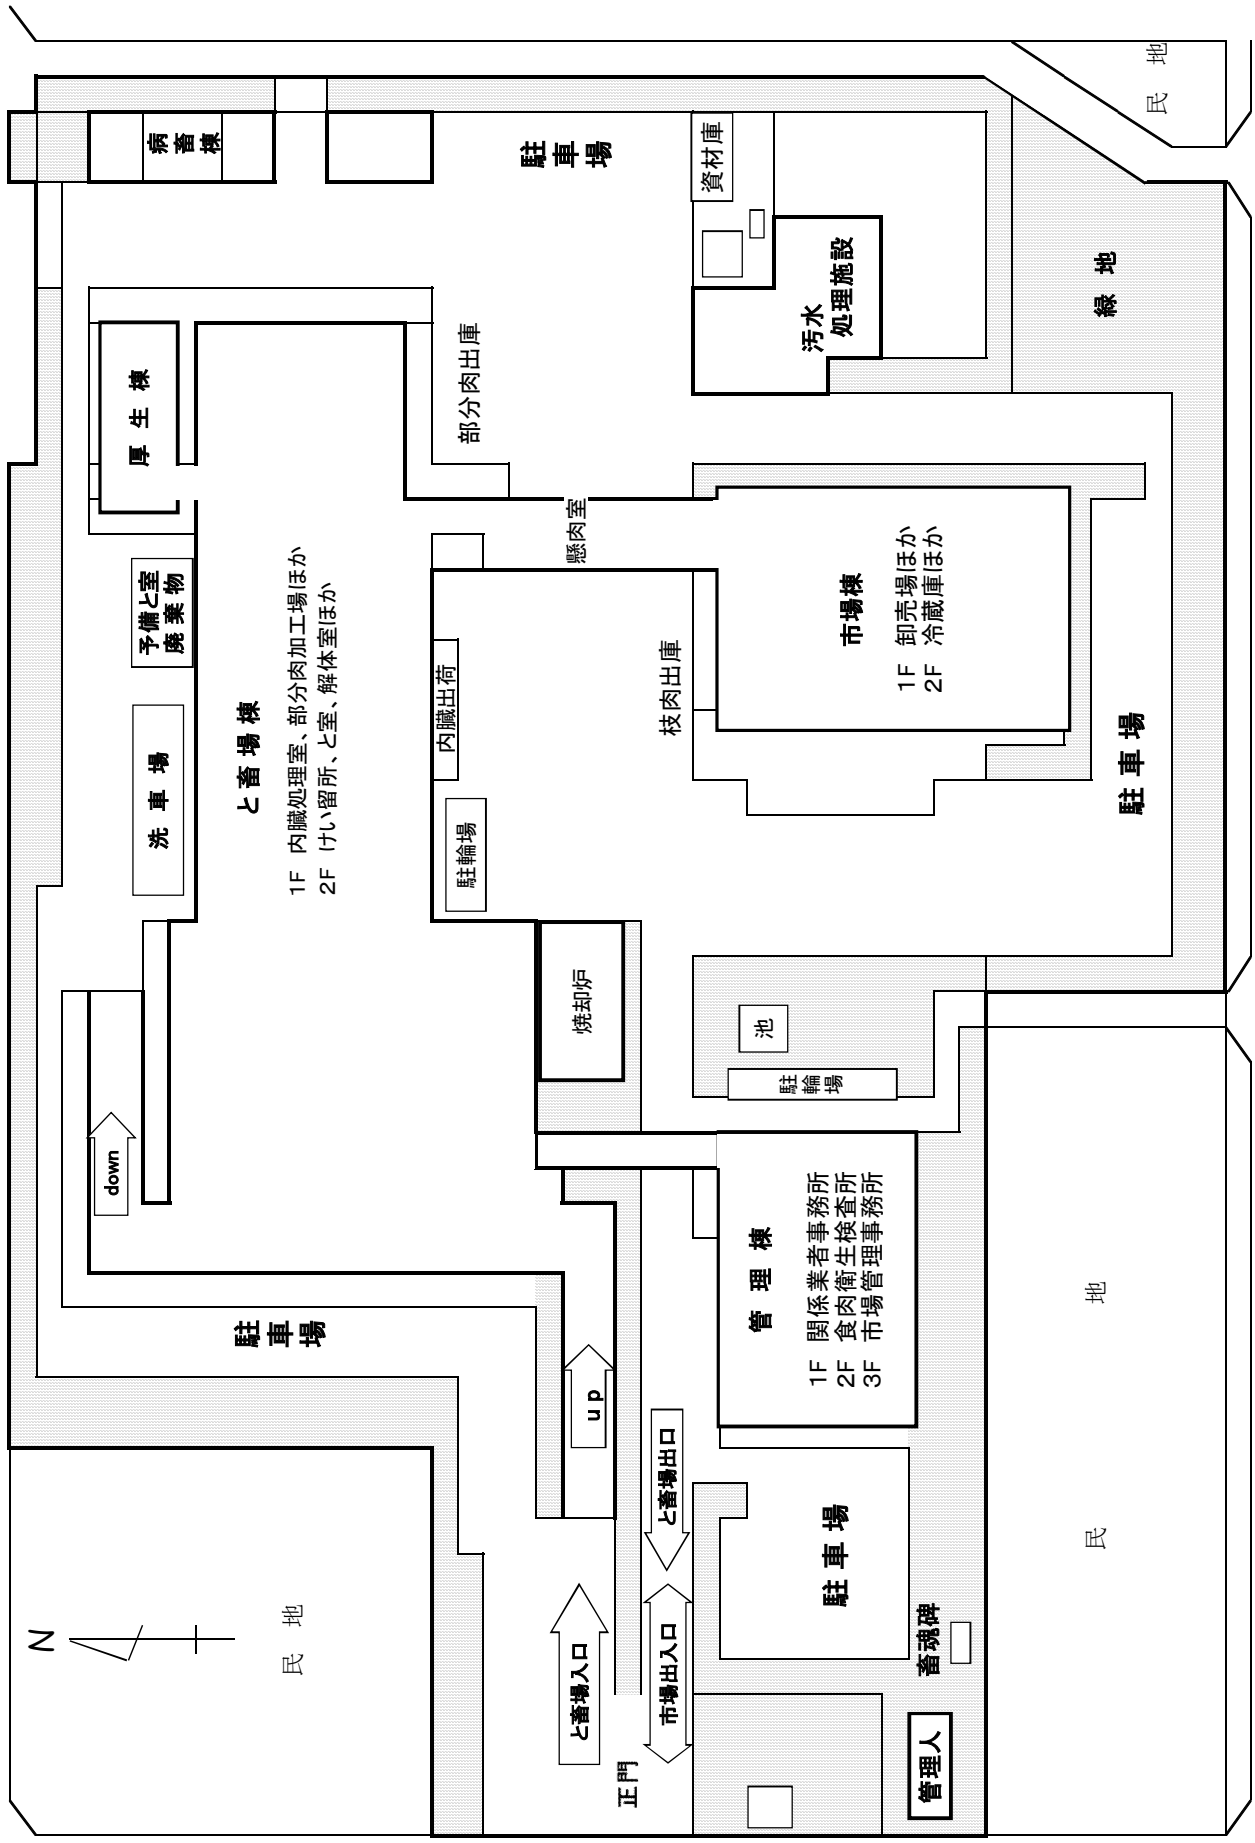 N
民地
駐車場
down
洗車場
予備と室
廃棄物
厚生棟
病畜棟
と畜場棟
1F 内臓処理室、部分肉加工場ほか
2F けい留所、と室、解体室ほか
部分肉出庫
駐車場
内臓出荷
駐輪場
懸肉室
枝肉出庫
資材庫
汚水
処理施設
焼却炉
up
と畜場入口
と畜場出口
市場出入口
正門
池
駐輪場
市場棟
1F 卸売場ほか
2F 冷蔵庫ほか
管理棟
1F 関係業者事務所
2F 食肉衛生検査所
3F 市場管理事務所
駐車場
畜魂碑
管理人
駐車場
緑地
民地
民地